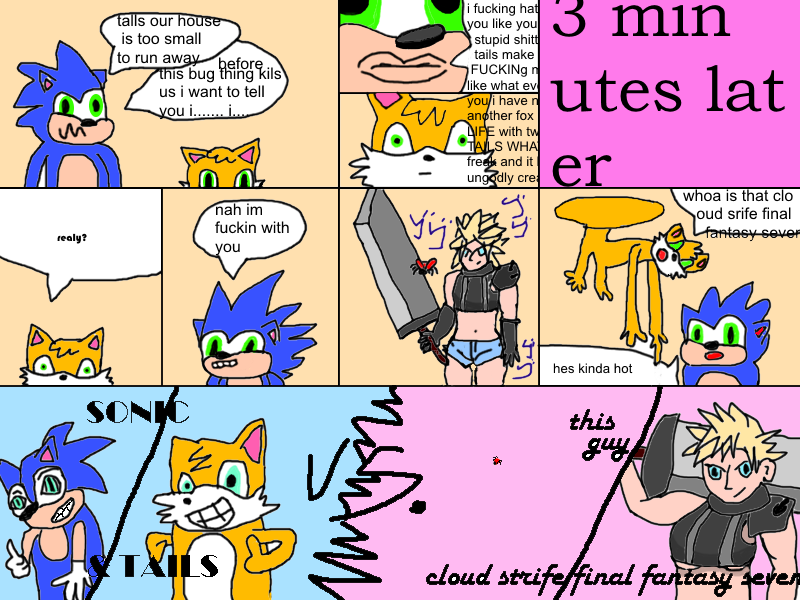 talls our house
is too small
to run away
before
this bug thing kils
us i want to tell
you i....... i....
i fucking hat
you like you
stupid shitt
tails make
FUCKINg m
like what eve
you i have n
another fox
LIFE with tw
TAILS WHA
freak and it
ungodly crea
3 min
utes lat
er
realy?
nah im
fuckin with
you
whoa is that clo
oud srife final
fantasy sever
hes kinda hot
SONIC
& TAILS
VS
this
guy
cloud strife final fantasy seven